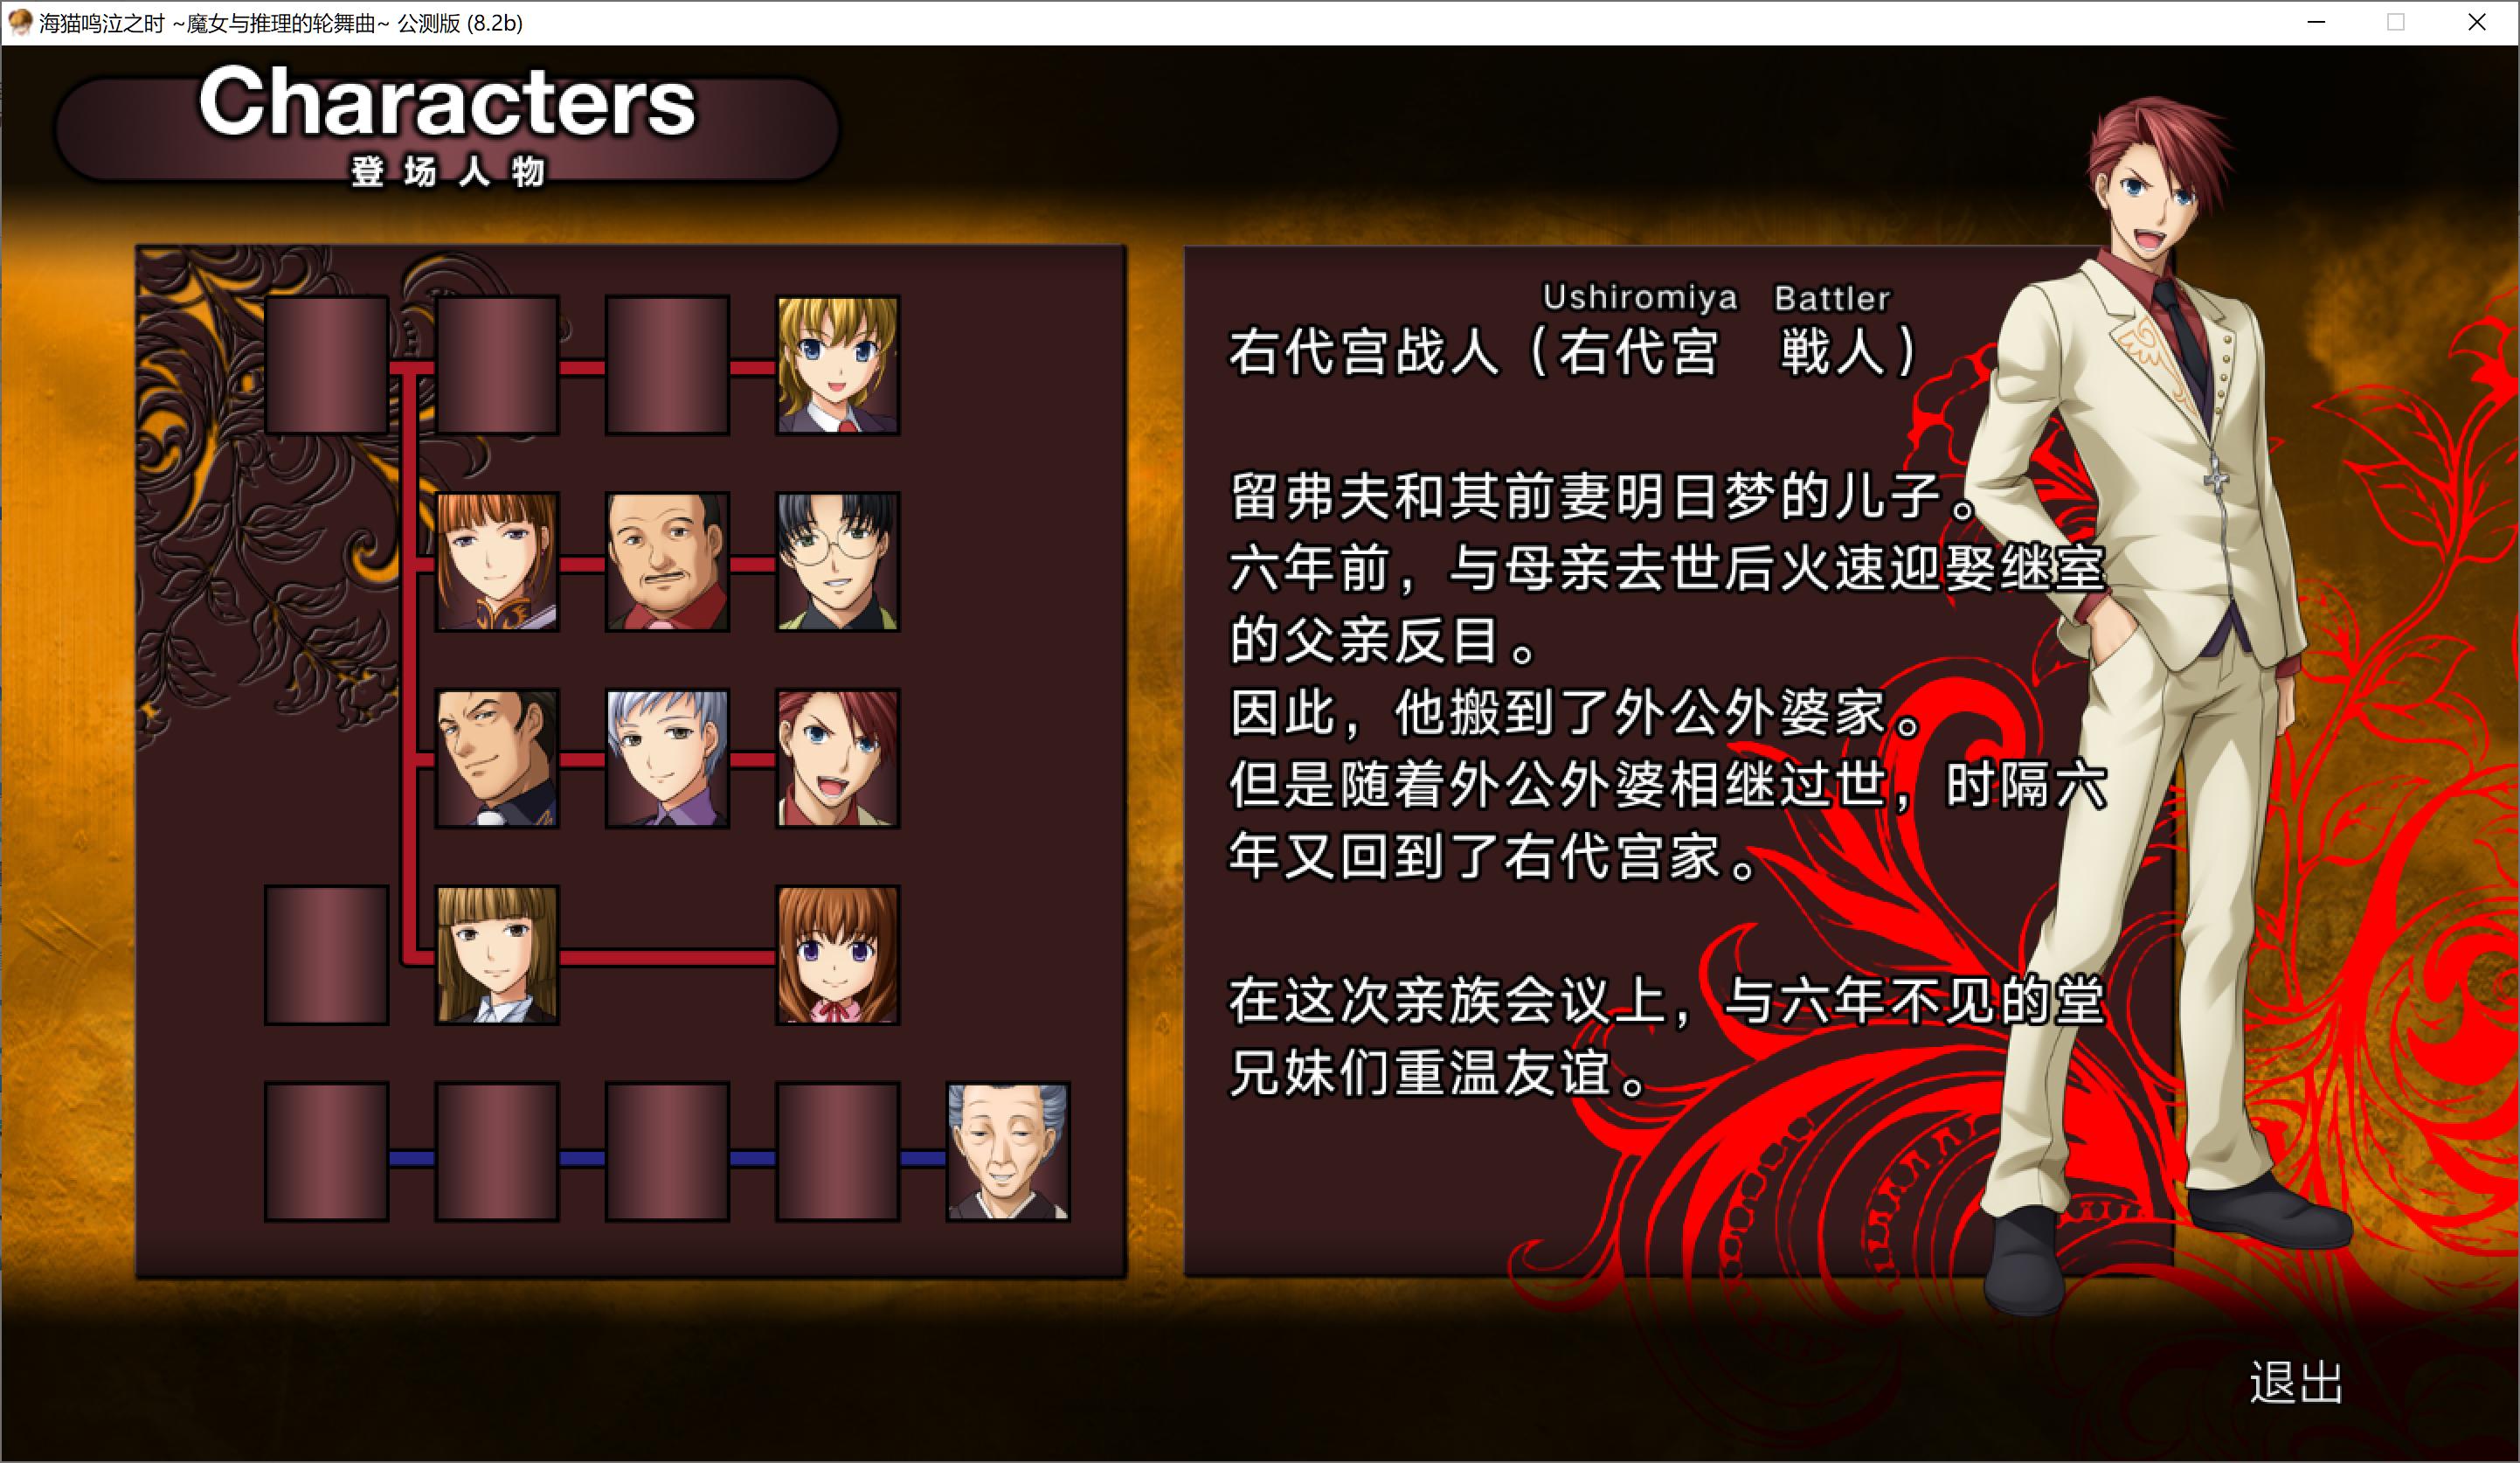 海猫鸣泣之时 ~魔女与推理的轮舞曲~ 公测版 (8.2b)
Characters
登场人物
Ushiromiya Battler
右代宫战人（右代宮　戦人）
留弗夫和其前妻明日梦的儿子。
六年前，与母亲去世后火速迎娶继室
的父亲反目。
因此，他搬到了外公外婆家。
但是随着外公外婆相继过世，时隔六
年又回到了右代宫家。
在这次亲族会议上，与六年不见的堂
兄妹们重温友谊。
退出